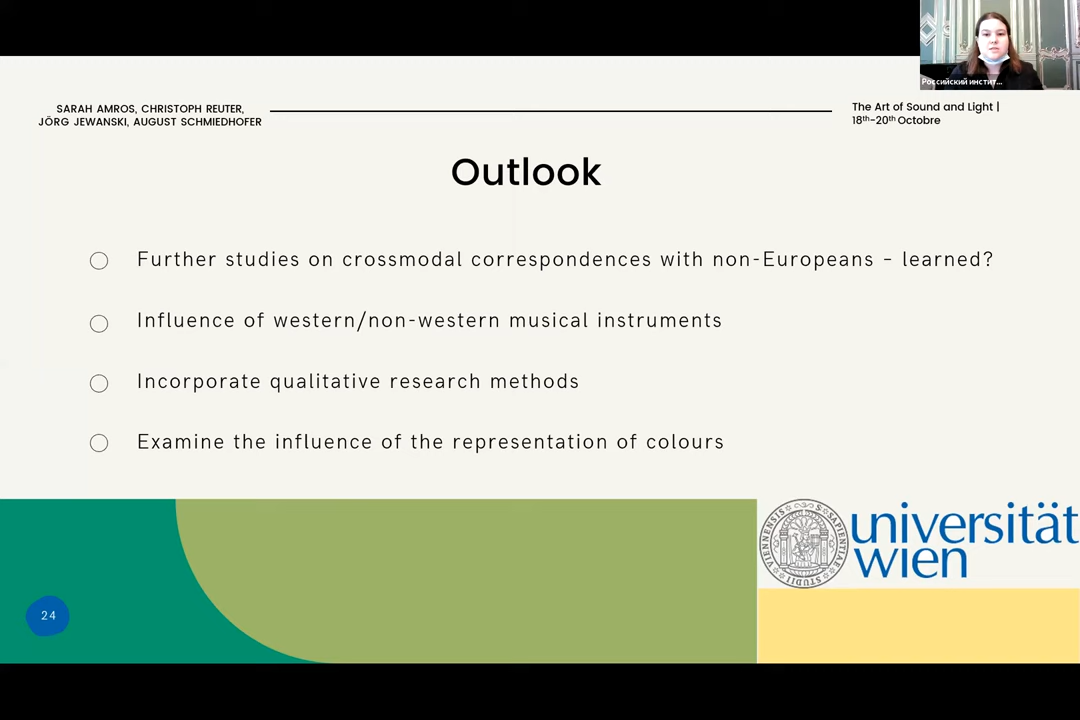 Российский инстит...
SARAH AMROS, CHRISTOPH REUTER,
JÖRG JEWANSKI, AUGUST SCHMIEDHOFER
The Art of Sound and Light |
18th-20th Octobre
Outlook
Further studies on crossmodal correspondences with non-Europeans – learned?
Influence of western/non-western musical instruments
Incorporate qualitative research methods
Examine the influence of the representation of colours
universität
wien
24